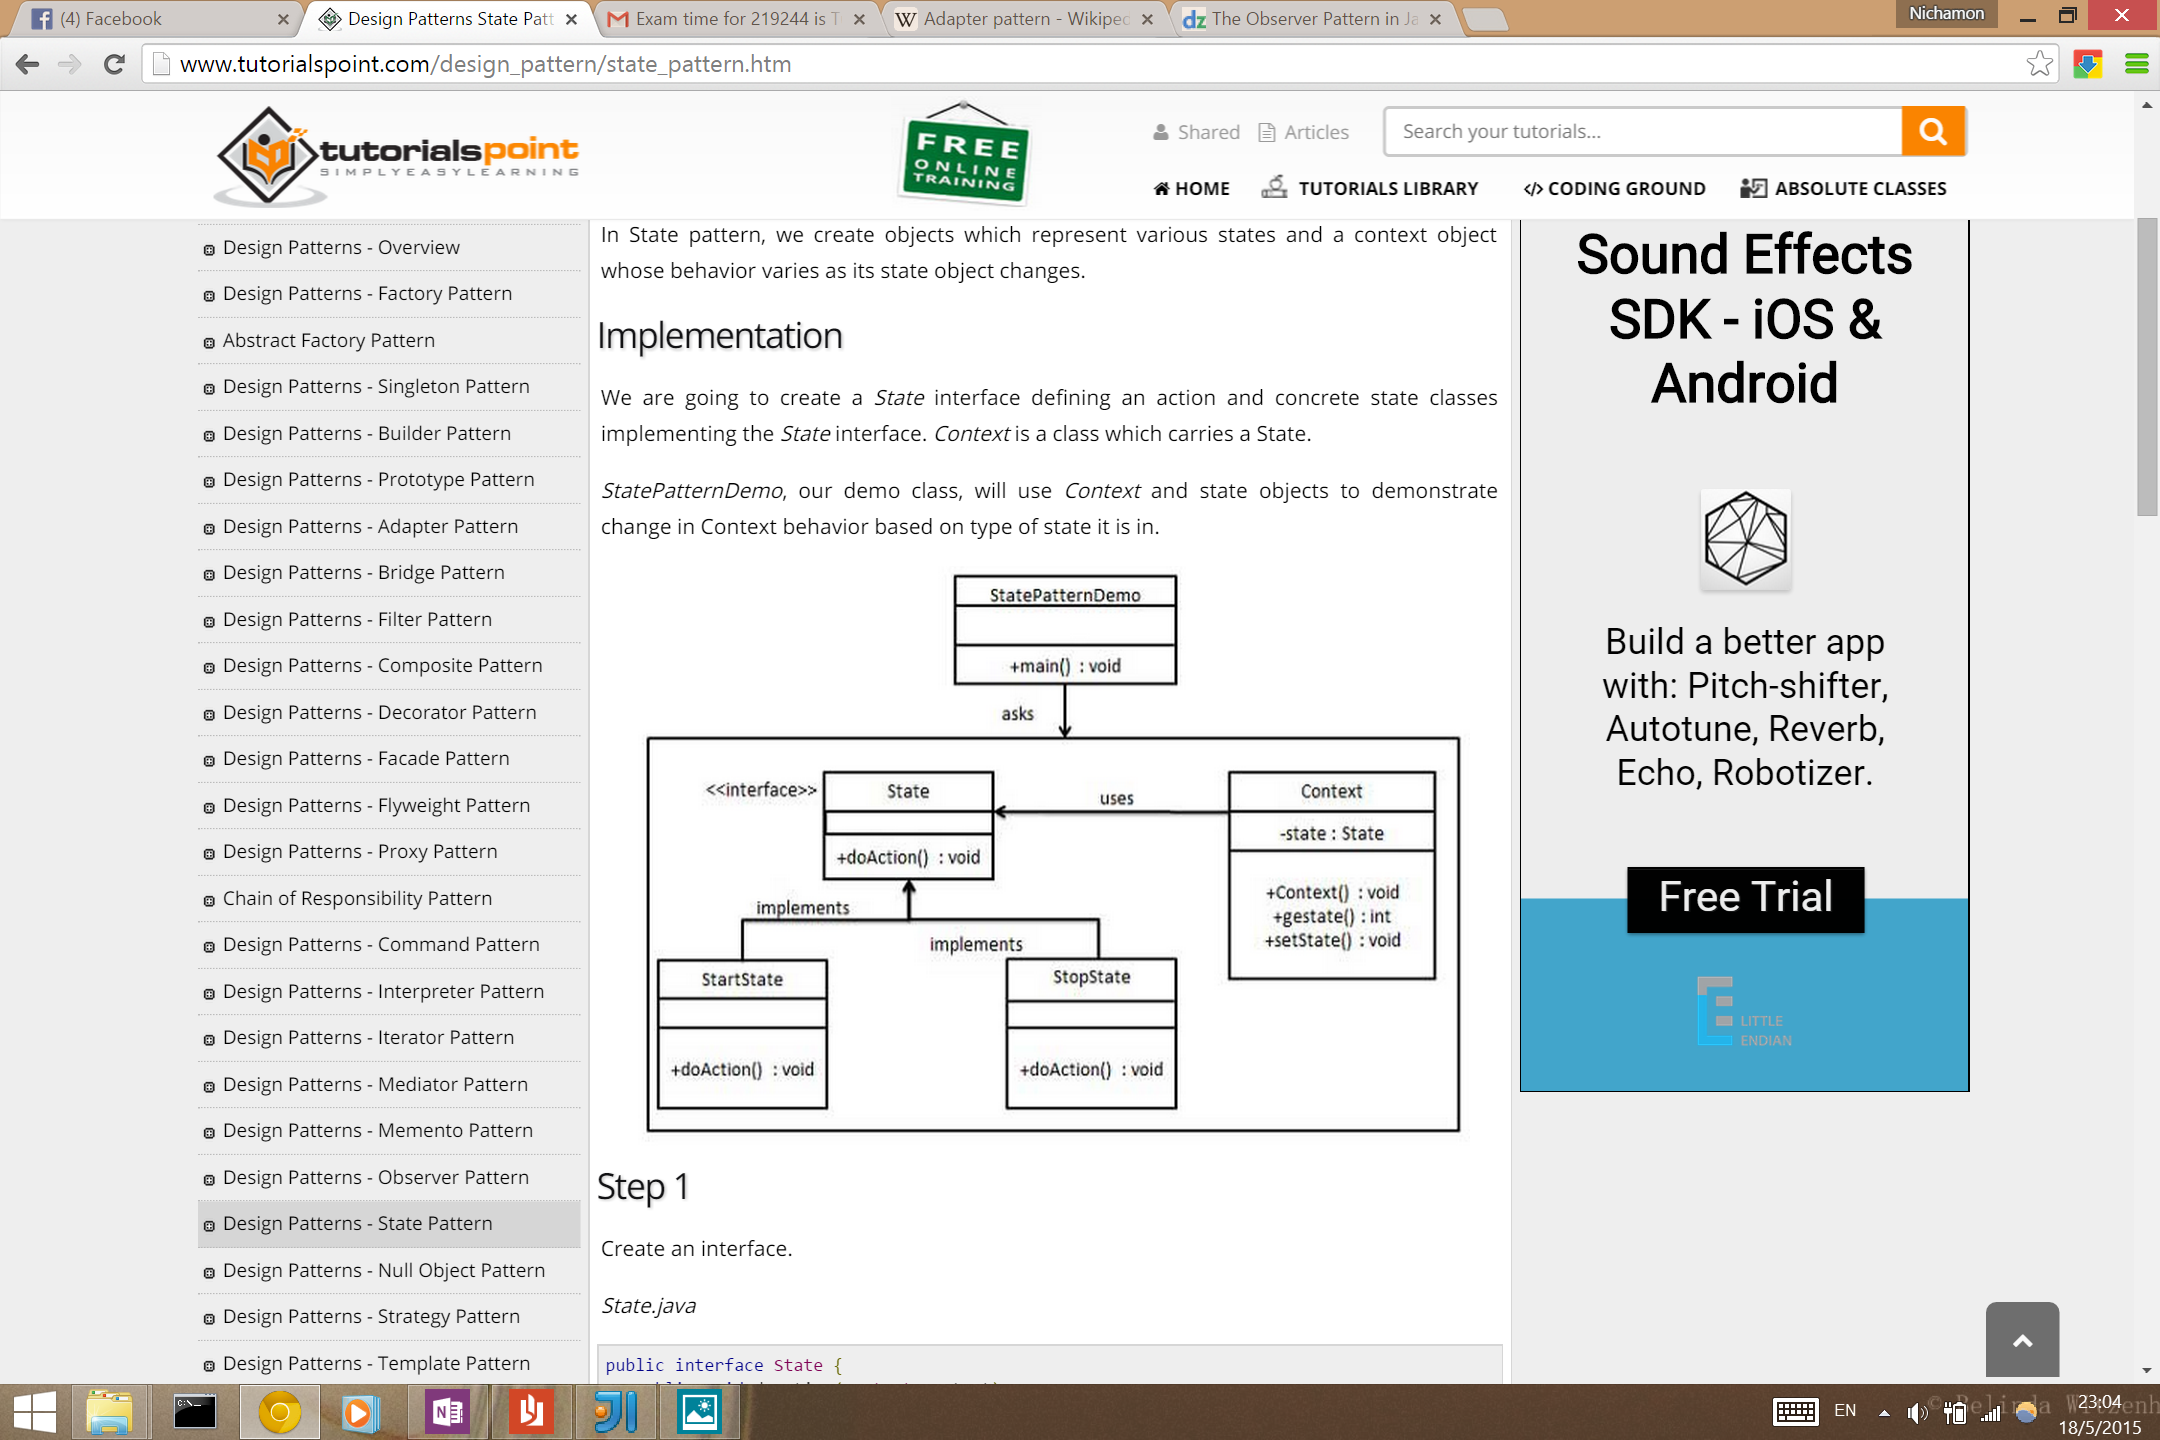 (4) Facebook
Design Patterns State Patt
Exam time for 219244 is T
Adapter pattern - Wikiped
The Observer Pattern in Ja
Nichamon
www.tutorialspoint.com/design_pattern/state_pattern.htm
tutorialspoint
SIMPLYEASYLEARNING
FREE
ONLINE
TRAINING
Shared
Articles
Search your tutorials...
HOME
TUTORIALS LIBRARY
</> CODING GROUND
ABSOLUTE CLASSES
Design Patterns - Overview
Design Patterns - Factory Pattern
Abstract Factory Pattern
Design Patterns - Singleton Pattern
Design Patterns - Builder Pattern
Design Patterns - Prototype Pattern
Design Patterns - Adapter Pattern
Design Patterns - Bridge Pattern
Design Patterns - Filter Pattern
Design Patterns - Composite Pattern
Design Patterns - Decorator Pattern
Design Patterns - Facade Pattern
Design Patterns - Flyweight Pattern
Design Patterns - Proxy Pattern
Chain of Responsibility Pattern
Design Patterns - Command Pattern
Design Patterns - Interpreter Pattern
Design Patterns - Iterator Pattern
Design Patterns - Mediator Pattern
Design Patterns - Memento Pattern
Design Patterns - Observer Pattern
Design Patterns - State Pattern
Design Patterns - Null Object Pattern
Design Patterns - Strategy Pattern
Design Patterns - Template Pattern
In State pattern, we create objects which represent various states and a context object
whose behavior varies as its state object changes.
Implementation
We are going to create a State interface defining an action and concrete state classes
implementing the State interface. Context is a class which carries a State.
StatePatternDemo, our demo class, will use Context and state objects to demonstrate
change in Context behavior based on type of state it is in.
StatePatternDemo
+main() : void
asks
<<interface>>
State
+doAction() : void
uses
Context
-state : State
+Context() : void
+gestate() : int
+setState() : void
implements
implements
StartState
+doAction() : void
StopState
+doAction() : void
Step 1
Create an interface.
State.java
public interface State {
Sound Effects
SDK - iOS &
Android
Build a better app
with: Pitch-shifter,
Autotune, Reverb,
Echo, Robotizer.
Free Trial
LITTLE
ENDIAN
EN
23:04
18/5/2015